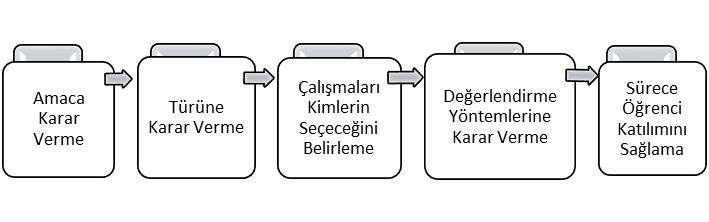 Amaca
Karar
Verme
Türüne
Karar Verme
Çalışmaları
Kimlerin
Seçeceğini
Belirleme
Değerlendirme
Yöntemlerine
Karar Verme
Sürece
Öğrenci
Katılımını
Sağlama